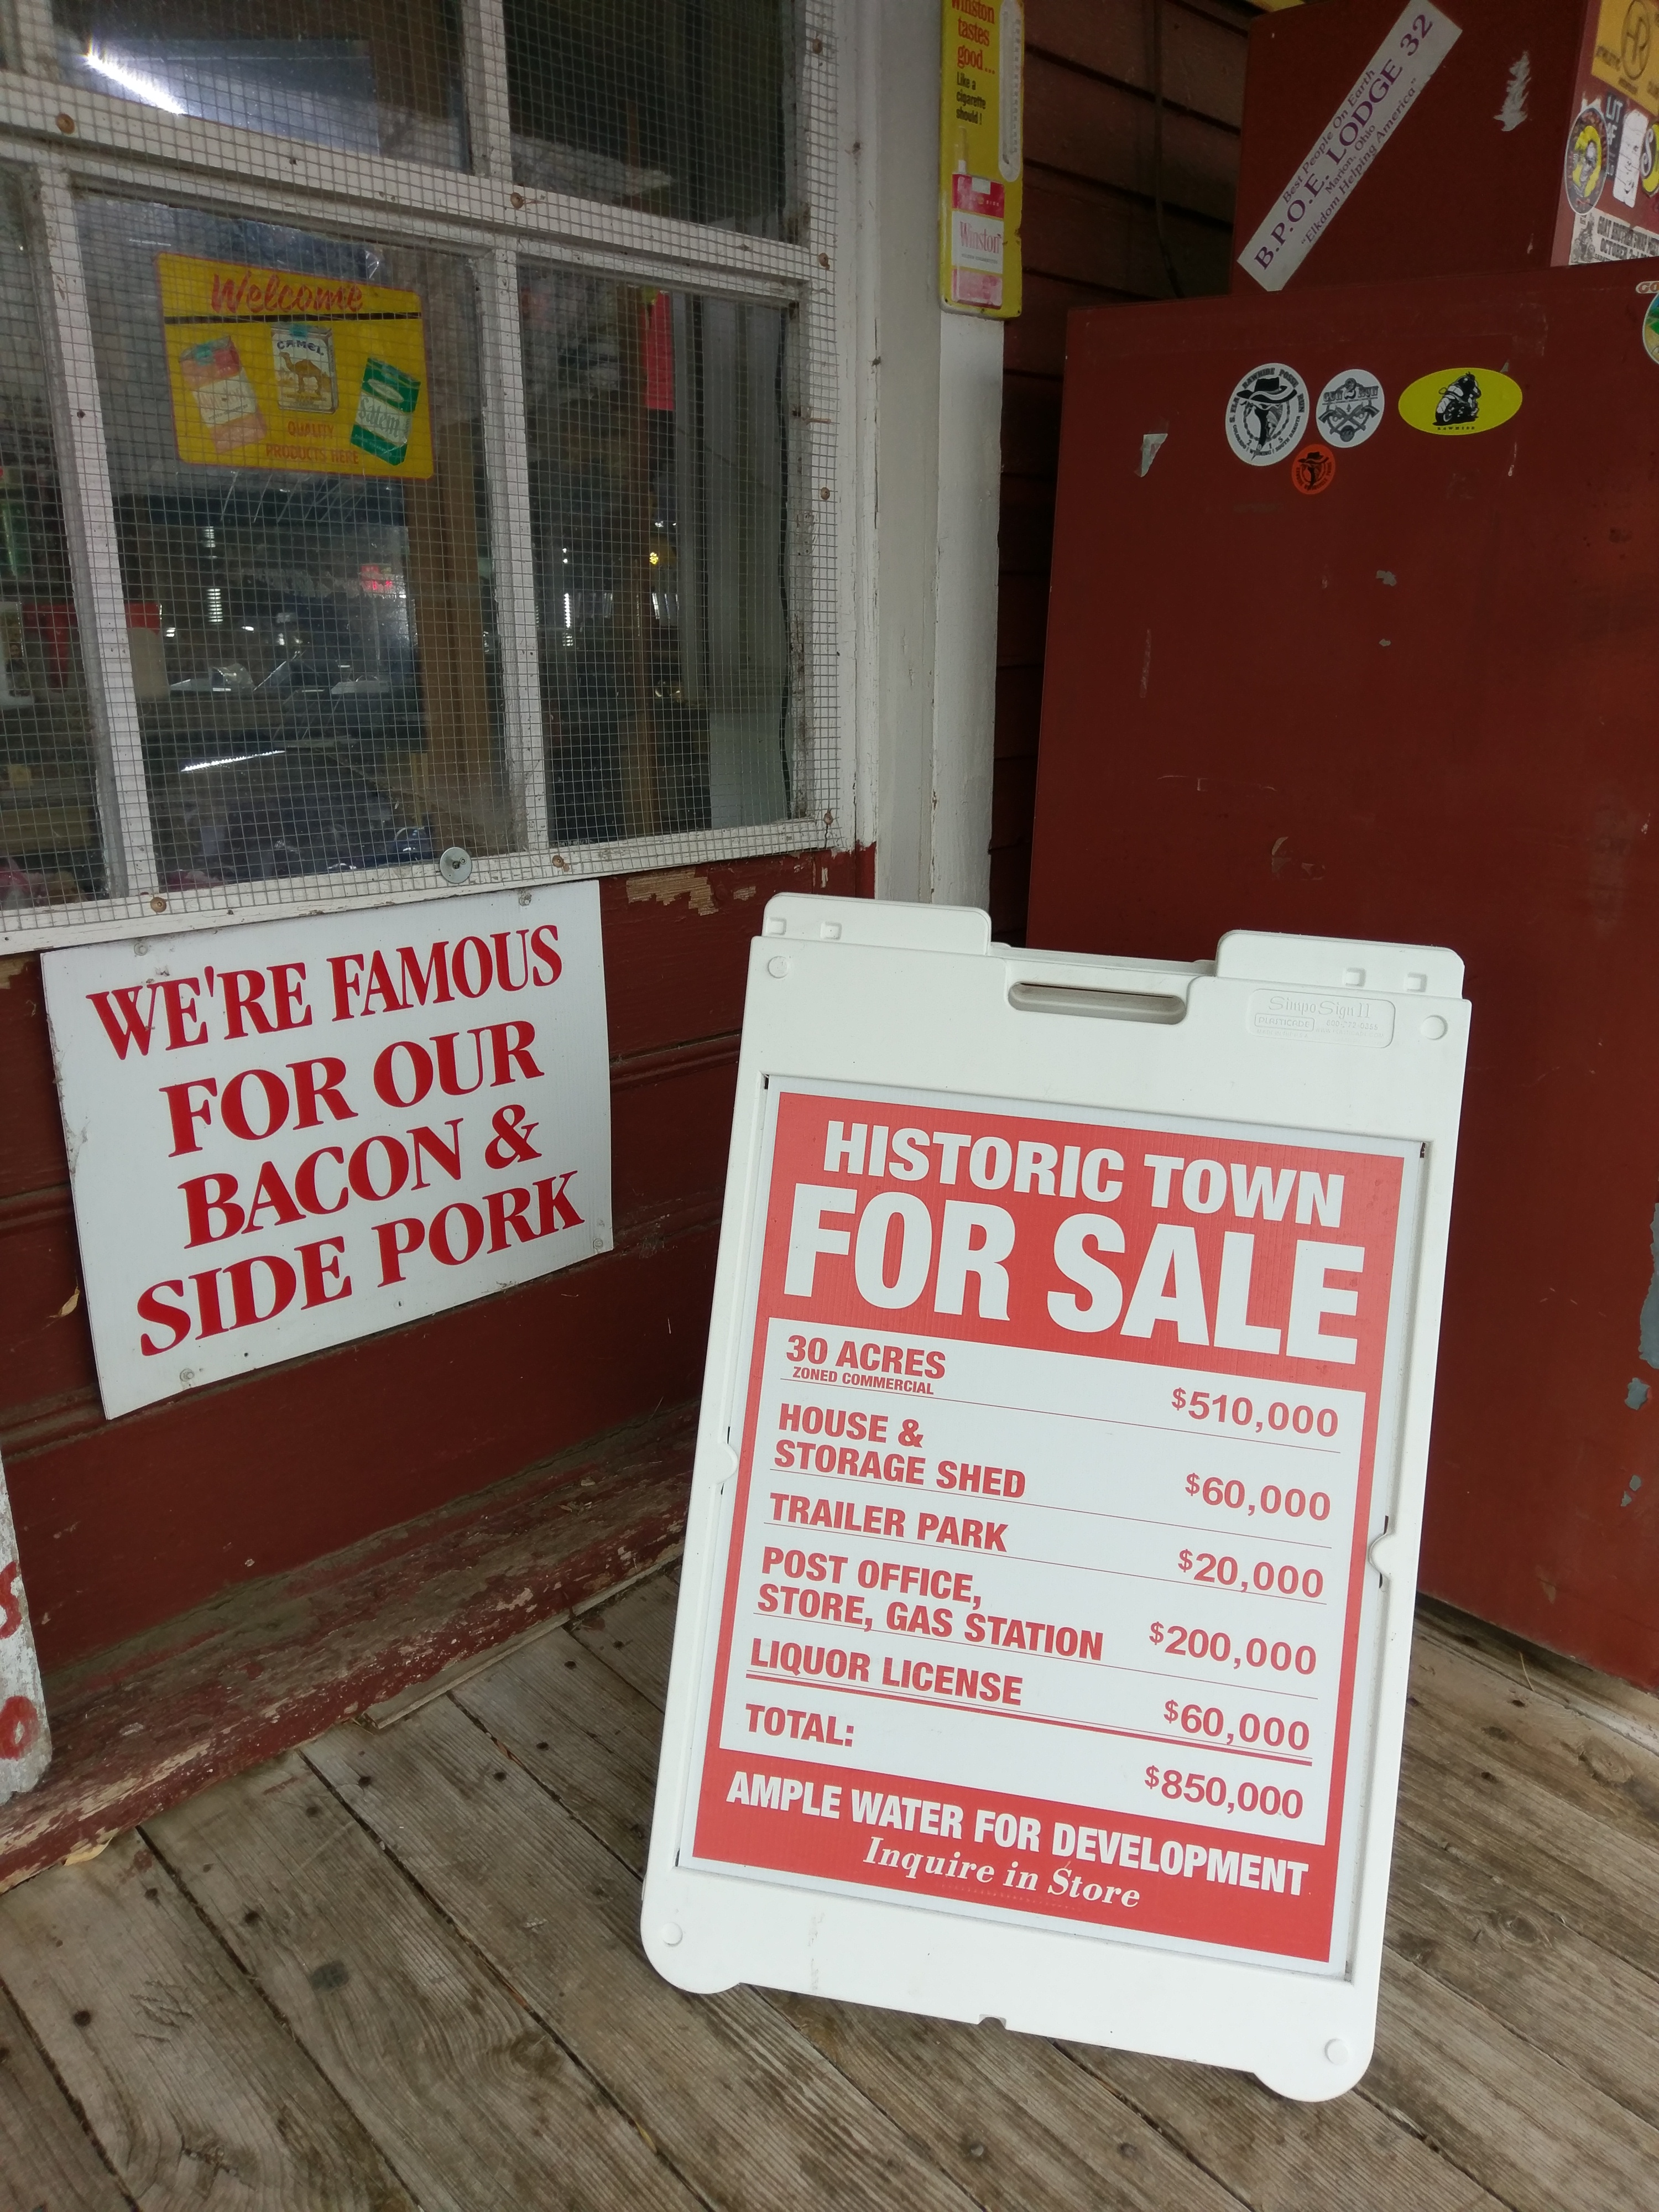 Winston
tastes
good...
Like a
cigarette
should!
Winston
Best People On Earth
B.P.O.E. LODGE 32
Marion, Ohio
"Elkdom Helping America"
Welcome
CAMEL
Salem
QUALITY
PRODUCTS HERE
WE'RE FAMOUS
FOR OUR
BACON &
SIDE PORK
SimpoSign II
PLASTICADE
HISTORIC TOWN
FOR SALE
30 ACRES
ZONED COMMERCIAL
$510,000
HOUSE &
STORAGE SHED $60,000
TRAILER PARK $20,000
POST OFFICE,
STORE, GAS STATION $200,000
LIQUOR LICENSE $60,000
TOTAL: $850,000
AMPLE WATER FOR DEVELOPMENT
Inquire in Store